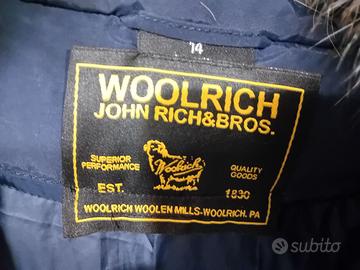 14
WOOLRICH
JOHN RICH&BROS.
SUPERIOR PERFORMANCE
Woolrich
QUALITY GOODS
EST.
1830
WOOLRICH WOOLEN MILLS-WOOLRICH. PA
subito